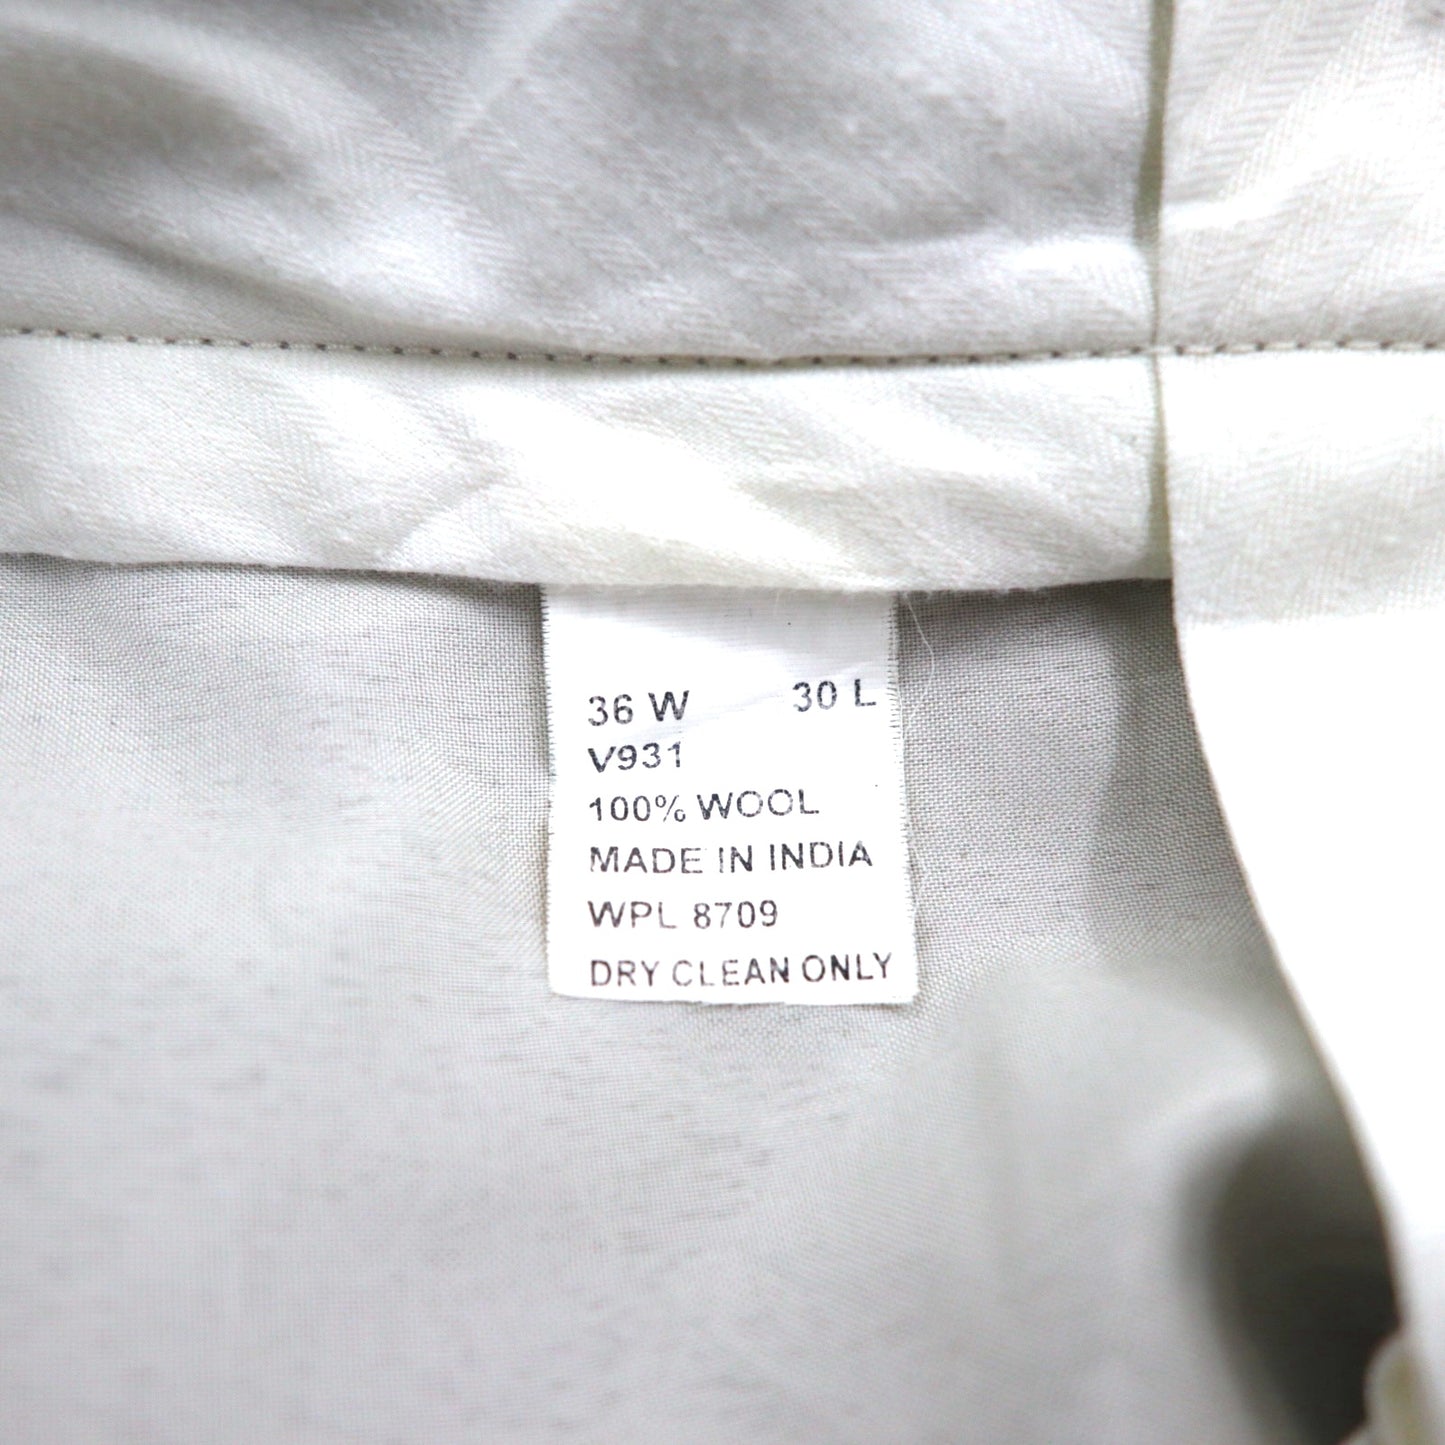 36 W 30 L
V931
100% WOOL
MADE IN INDIA
WPL 8709
DRY CLEAN ONLY